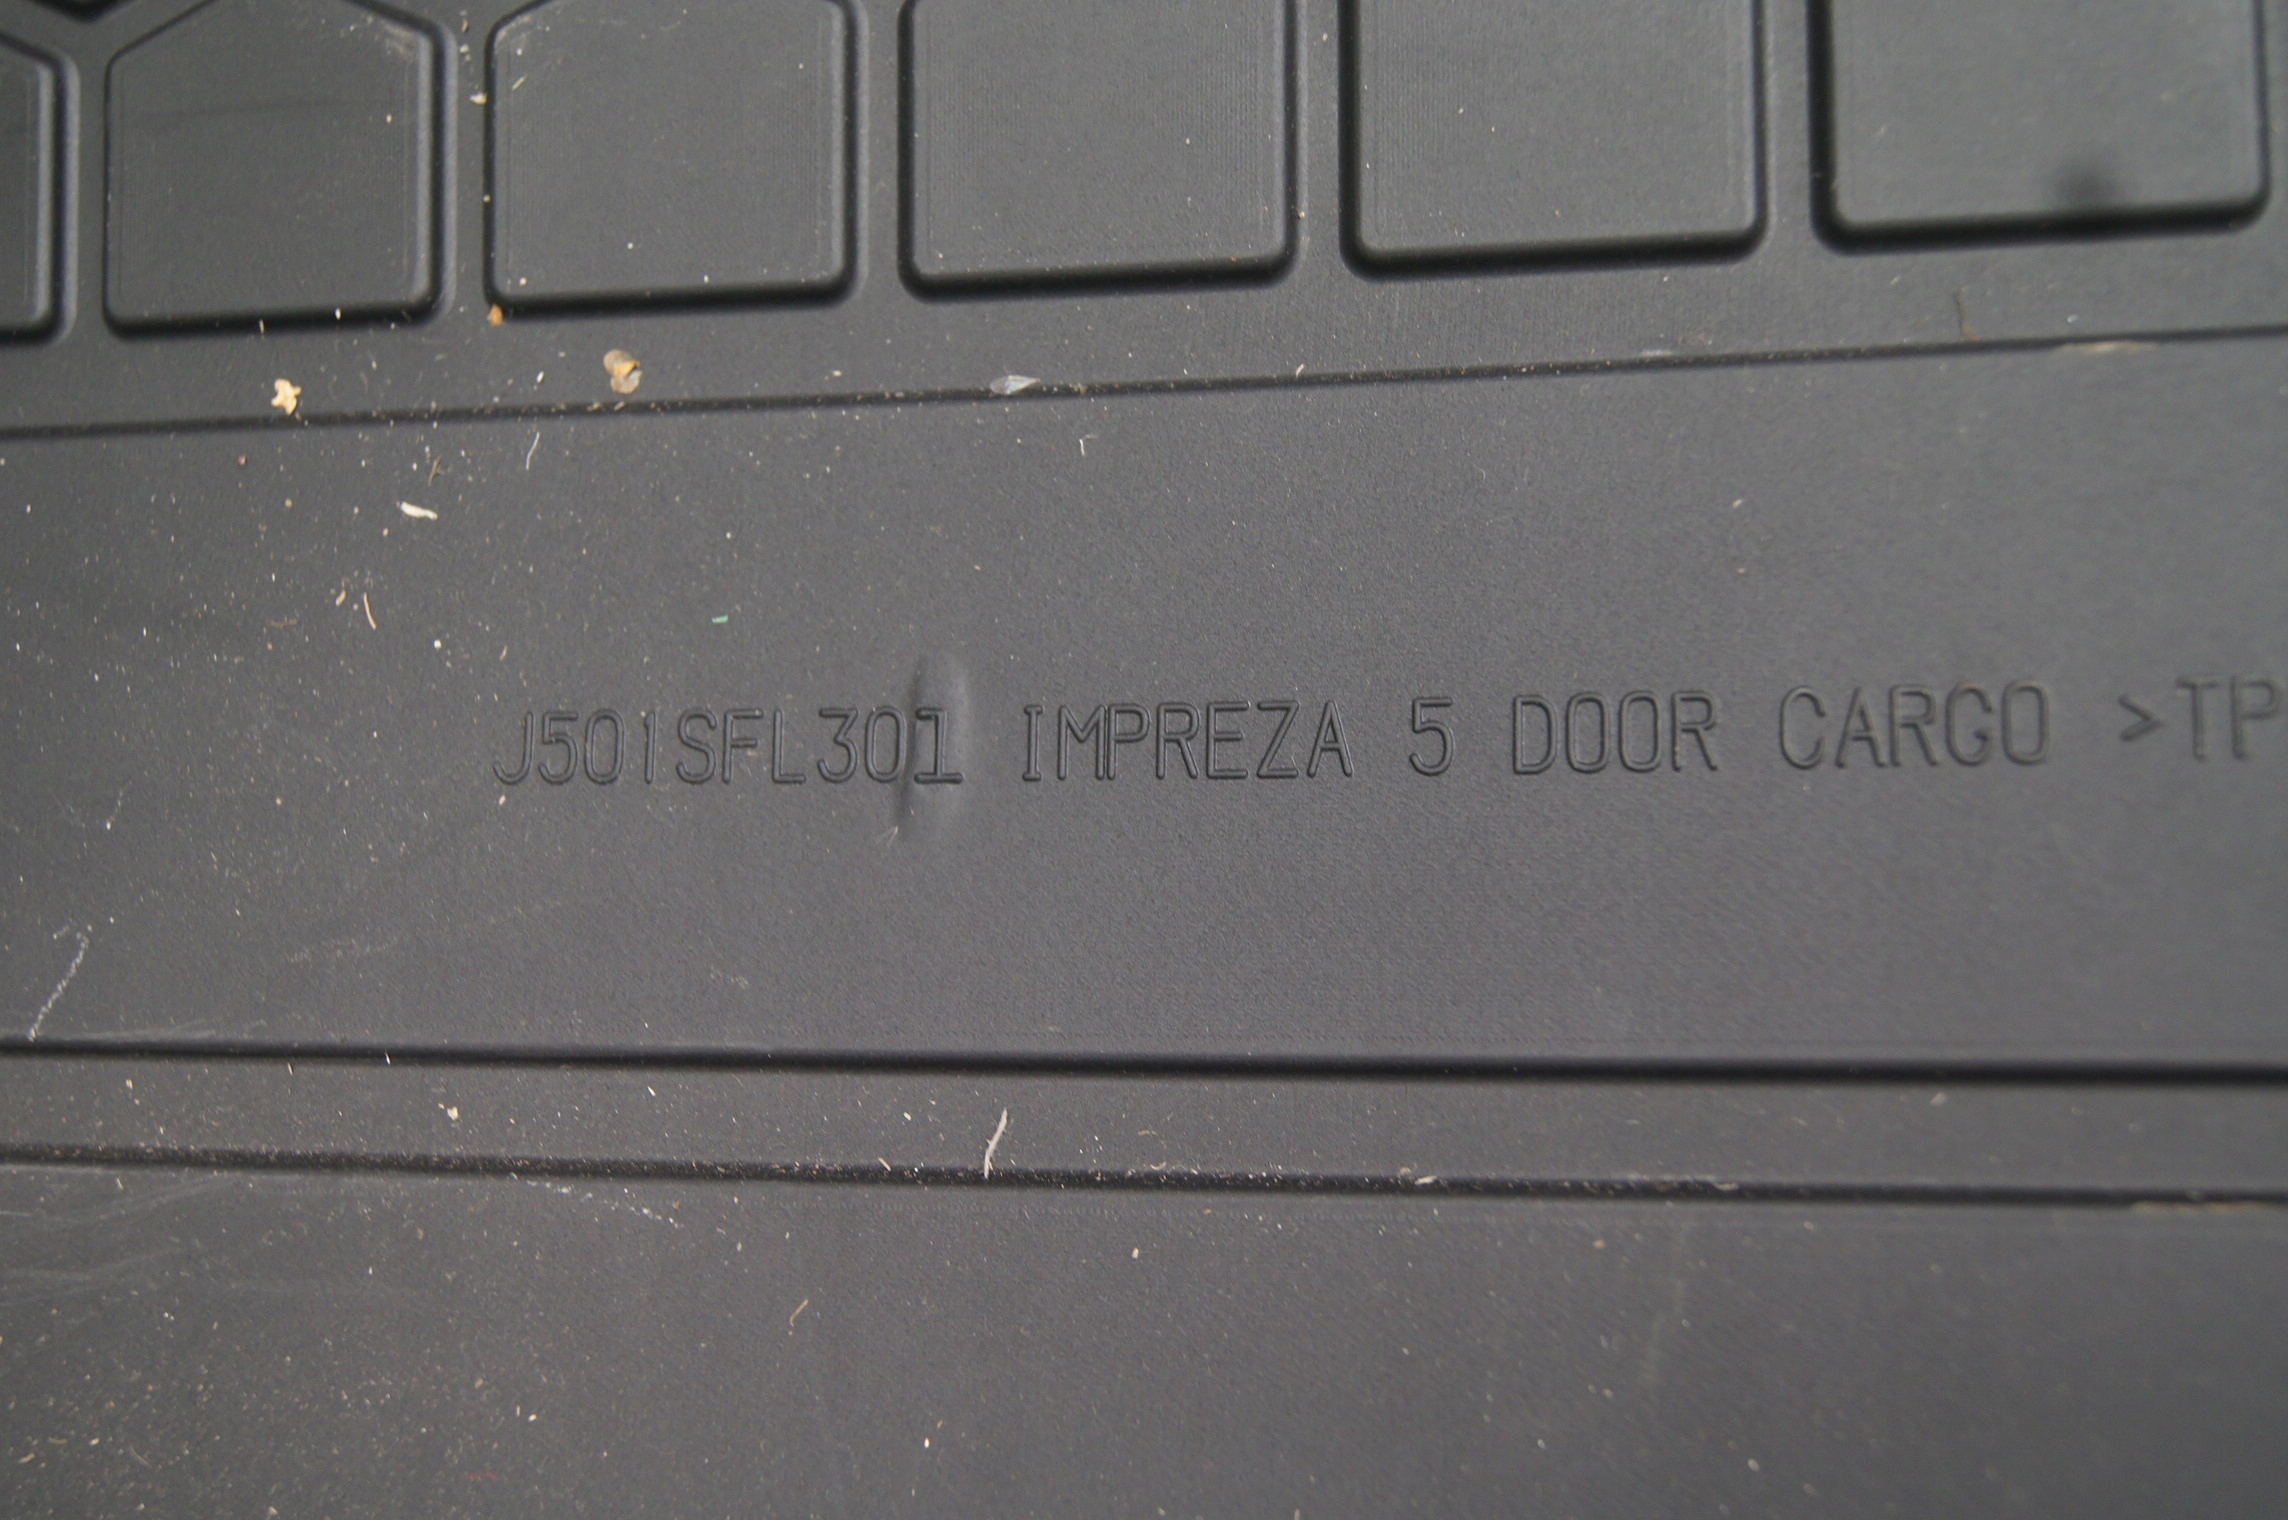 J501SFL301 IMPREZA 5 DOOR CARGO >TP